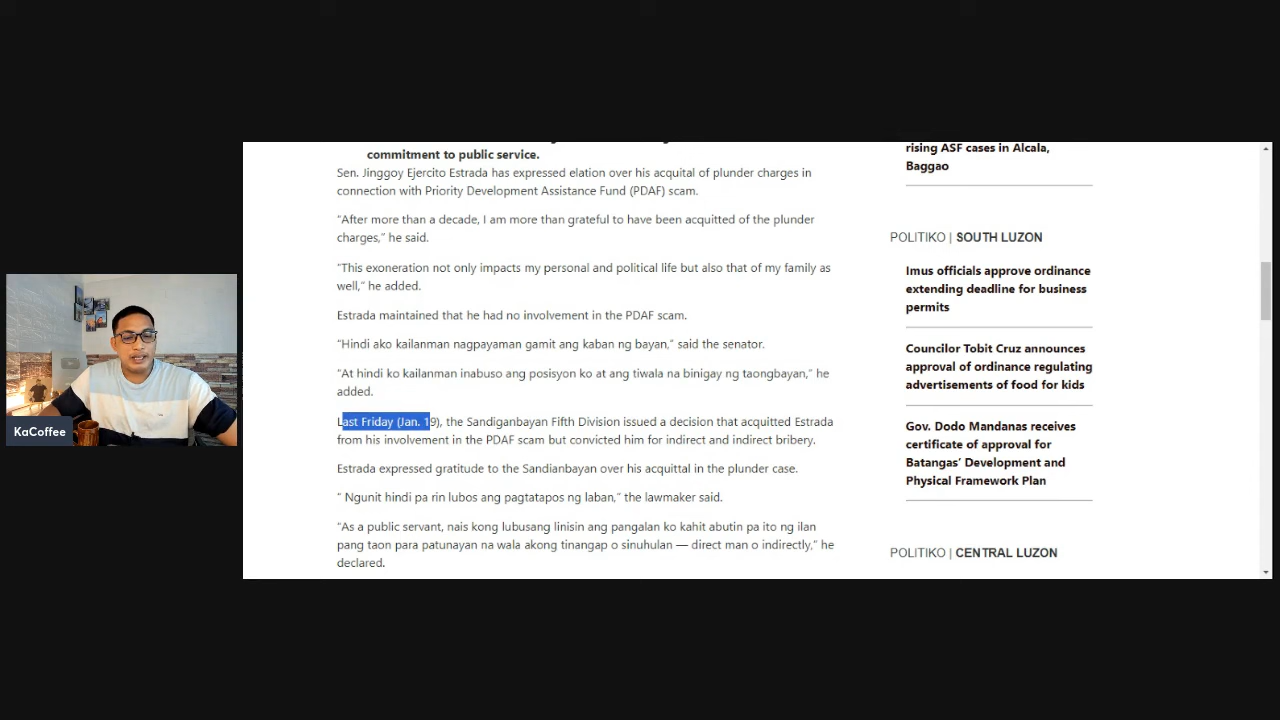 commitment to public service.
Sen. Jinggoy Ejercito Estrada has expressed elation over his acquital of plunder charges in
connection with Priority Development Assistance Fund (PDAF) scam.
“After more than a decade, I am more than grateful to have been acquitted of the plunder
charges,” he said.
“This exoneration not only impacts my personal and political life but also that of my family as
well,” he added.
Estrada maintained that he had no involvement in the PDAF scam.
“Hindi ako kailanman nagpayaman gamit ang kaban ng bayan,” said the senator.
“At hindi ko kailanman inabuso ang posisyon ko at ang tiwala na binigay ng taongbayan,” he
added.
Last Friday (Jan. 19), the Sandiganbayan Fifth Division issued a decision that acquitted Estrada
from his involvement in the PDAF scam but convicted him for indirect and indirect bribery.
Estrada expressed gratitude to the Sandianbayan over his acquittal in the plunder case.
“ Ngunit hindi pa rin lubos ang pagtatapos ng laban,” the lawmaker said.
“As a public servant, nais kong lubusang linisin ang pangalan ko kahit abutin pa ito ng ilan
pang taon para patunayan na wala akong tinangap o sinuhulan — direct man o indirectly,” he
declared.
rising ASF cases in Alcala,
Baggao
POLITIKO | SOUTH LUZON
Imus officials approve ordinance
extending deadline for business
permits
Councilor Tobit Cruz announces
approval of ordinance regulating
advertisements of food for kids
Gov. Dodo Mandanas receives
certificate of approval for
Batangas’ Development and
Physical Framework Plan
POLITIKO | CENTRAL LUZON
KaCoffee